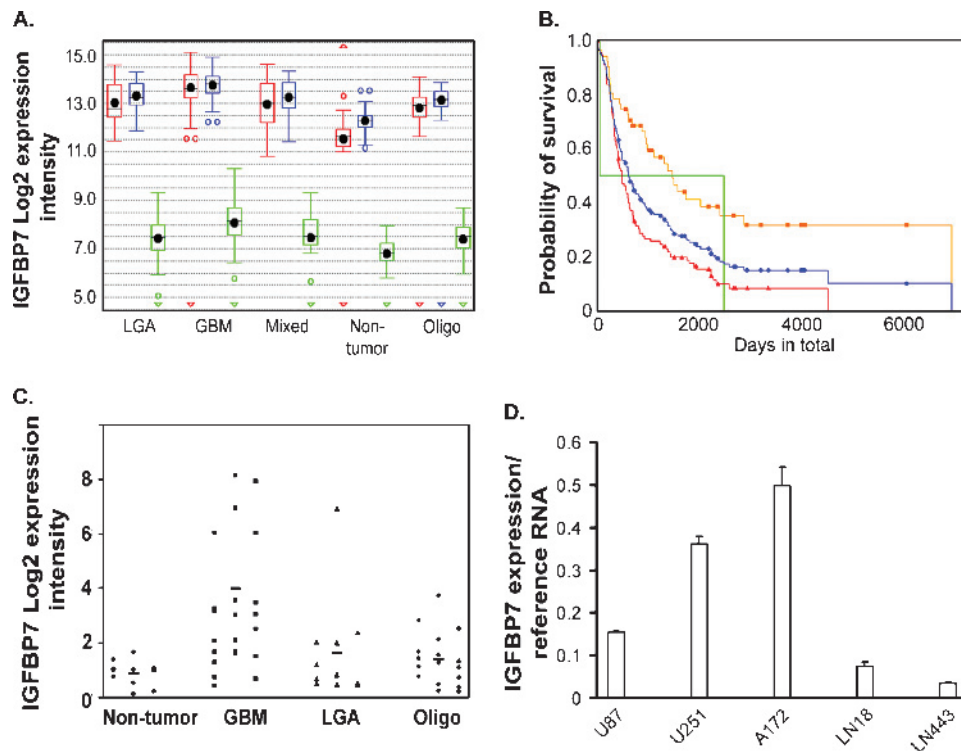 A.
IGFBP7 Log2 expression
intensity
15.0
13.0
11.0
9.0
7.0
5.0
LGA
GBM
Mixed
Non-
tumor
Oligo
B.
Probability of survival
1.0
0.8
0.6
0.4
0.2
0.0
0
2000
4000
6000
Days in total
C.
IGFBP7 Log2 expression
intensity
8
6
4
2
0
Non-tumor
GBM
LGA
Oligo
D.
IGFBP7 expression/
reference RNA
0.6
0.5
0.4
0.3
0.2
0.1
0
U87
U251
A172
LN18
LN443